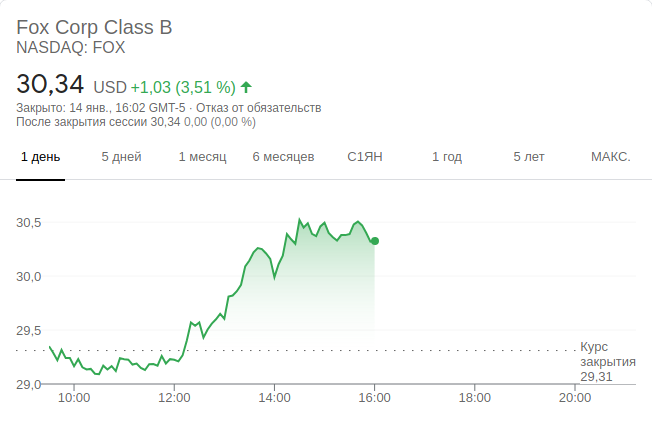 Fox Corp Class B
NASDAQ: FOX
30,34 USD +1,03 (3,51 %)
Закрыто: 14 янв., 16:02 GMT-5 · Отказ от обязательств
После закрытия сессии 30,34 0,00 (0,00 %)
1 день 5 дней 1 месяц 6 месяцев С1ЯН 1 год 5 лет МАКС.
30,5
30,0
29,5
Курс
закрытия
29,31
29,0
10:00 12:00 14:00 16:00 18:00 20:00